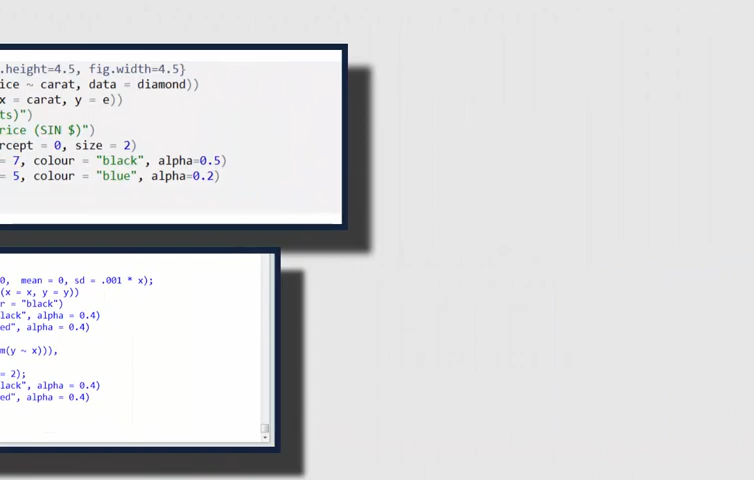 .height=4.5, fig.width=4.5}
ice ~ carat, data = diamond))
x = carat, y = e))
ts)")
rice (SIN $)")
rcept = 0, size = 2)
= 7, colour = "black", alpha=0.5)
= 5, colour = "blue", alpha=0.2)
0, mean = 0, sd = .001 * x);
(x = x, y = y))
r = "black")
lack", alpha = 0.4)
ed", alpha = 0.4)
m(y ~ x))),
= 2);
lack", alpha = 0.4)
ed", alpha = 0.4)